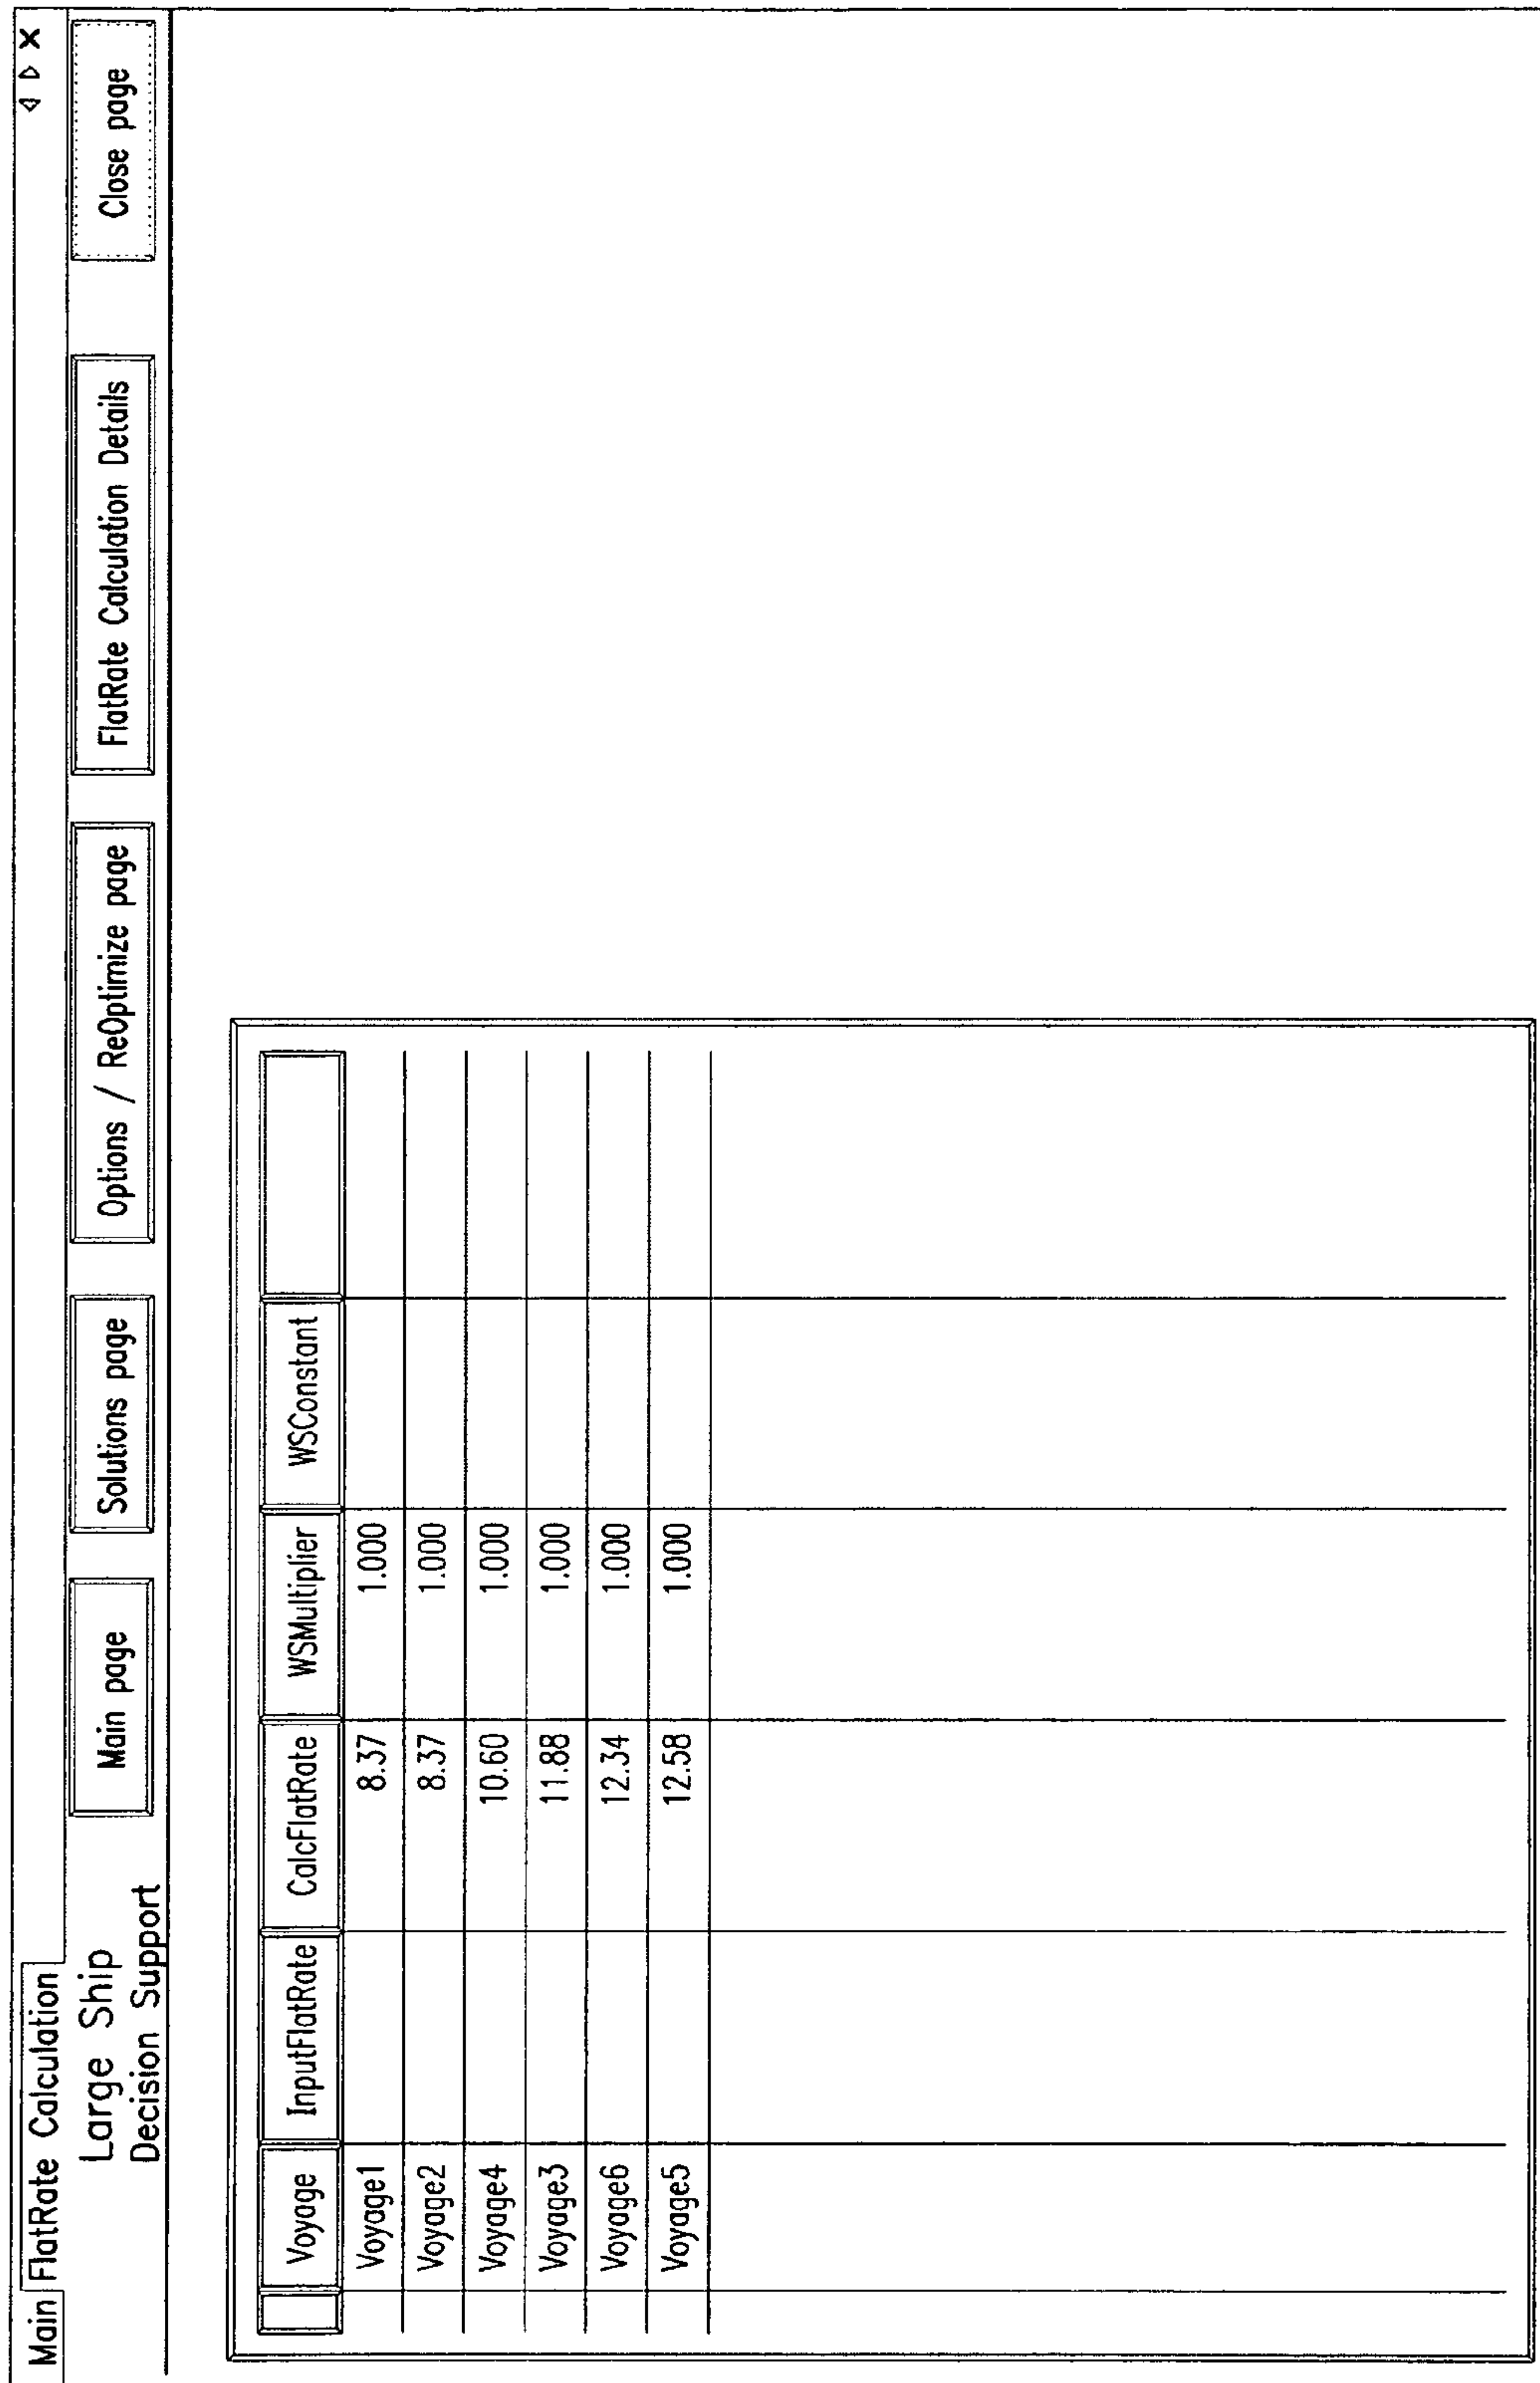 Main FlatRate Calculation
Large Ship
Decision Support
Main page Solutions page Options / ReOptimize page FlatRate Calculation Details Close page
Voyage InputFlatRate CalcFlatRate WSMultiplier WSConstant
Voyage1 8.37 1.000
Voyage2 8.37 1.000
Voyage4 10.60 1.000
Voyage3 11.88 1.000
Voyage6 12.34 1.000
Voyage5 12.58 1.000